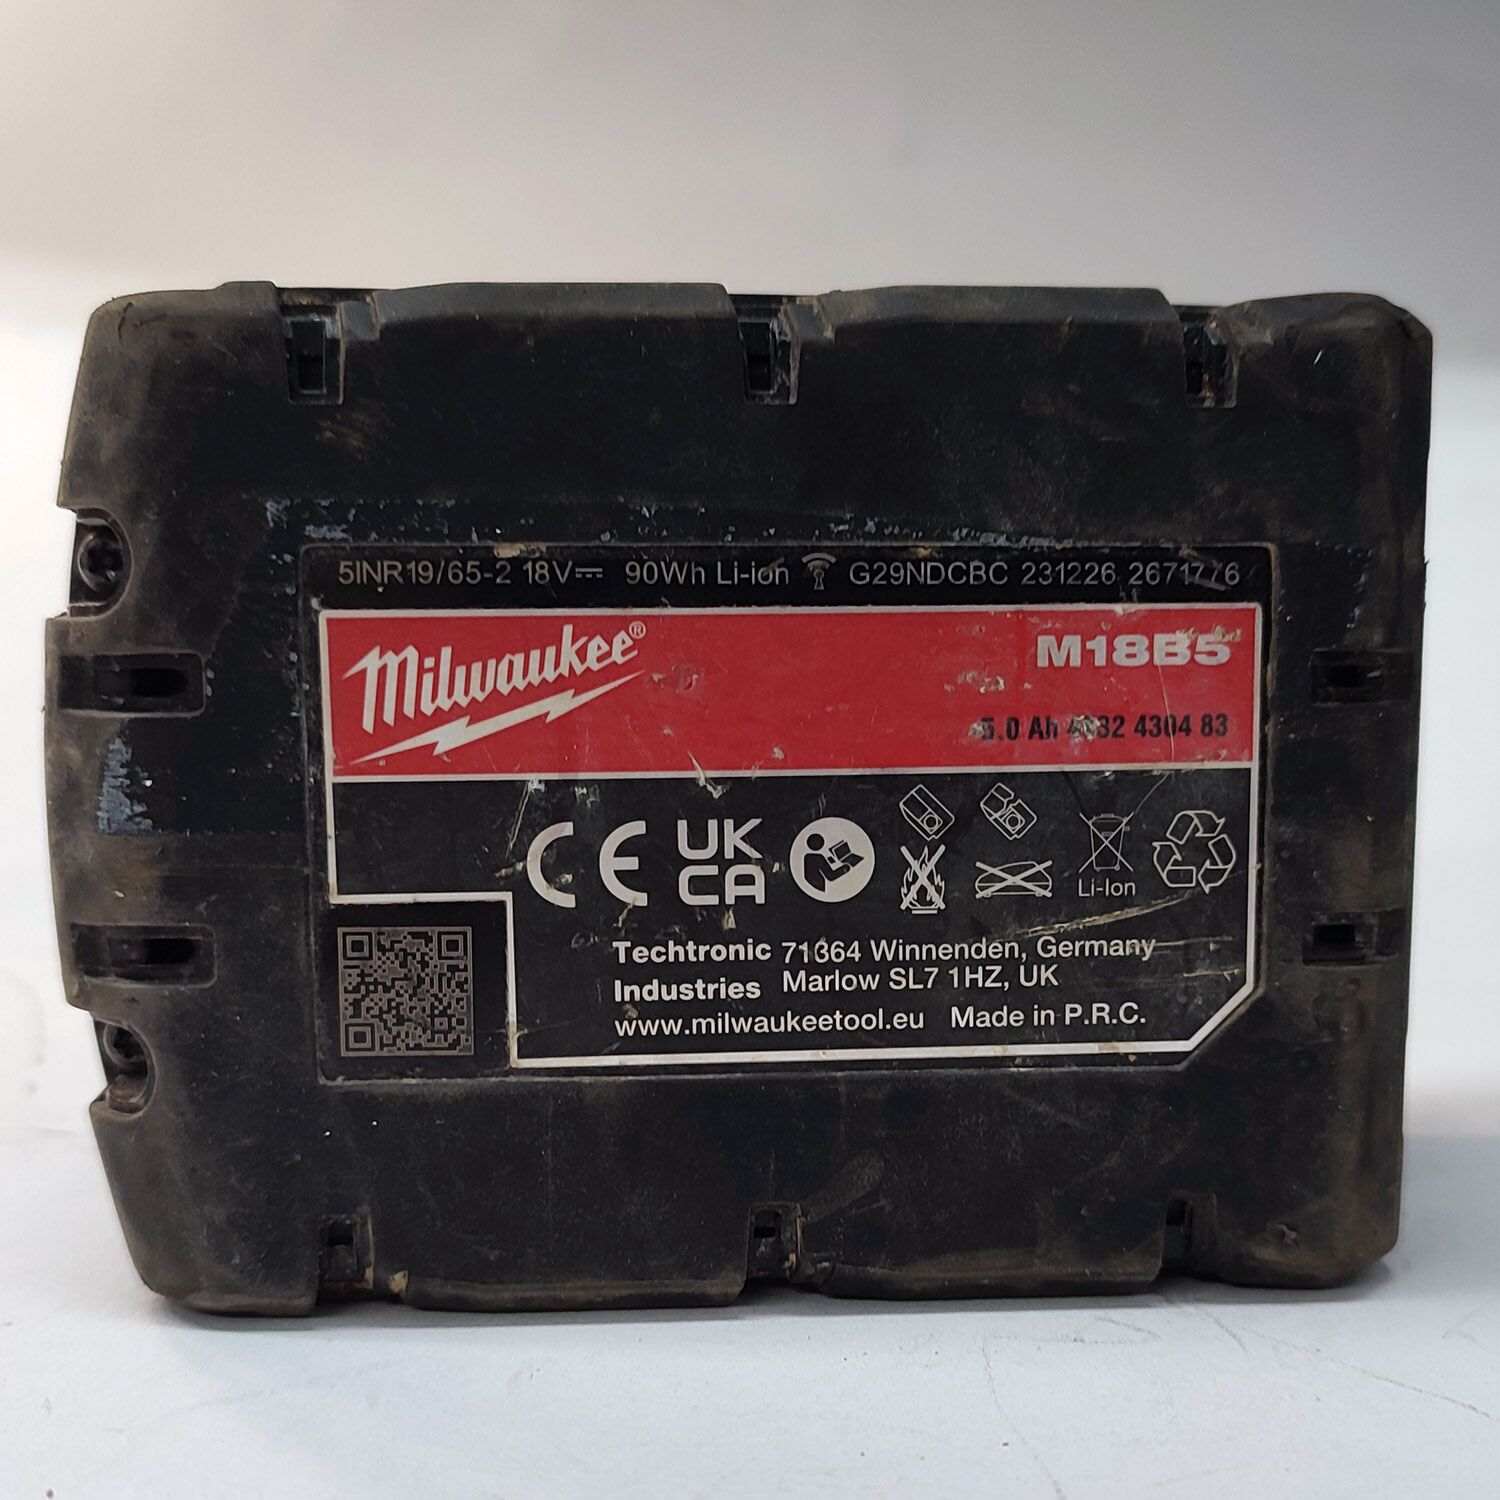 5INR19/65-2 18V⎓ 90Wh Li-ion G29NDCBC 231226 2671776
Milwaukee®
M18B5
5.0 Ah 4932 4304 83
CE UK CA
Li-Ion
Techtronic Industries
71364 Winnenden, Germany
Marlow SL7 1HZ, UK
www.milwaukeetool.eu Made in P.R.C.